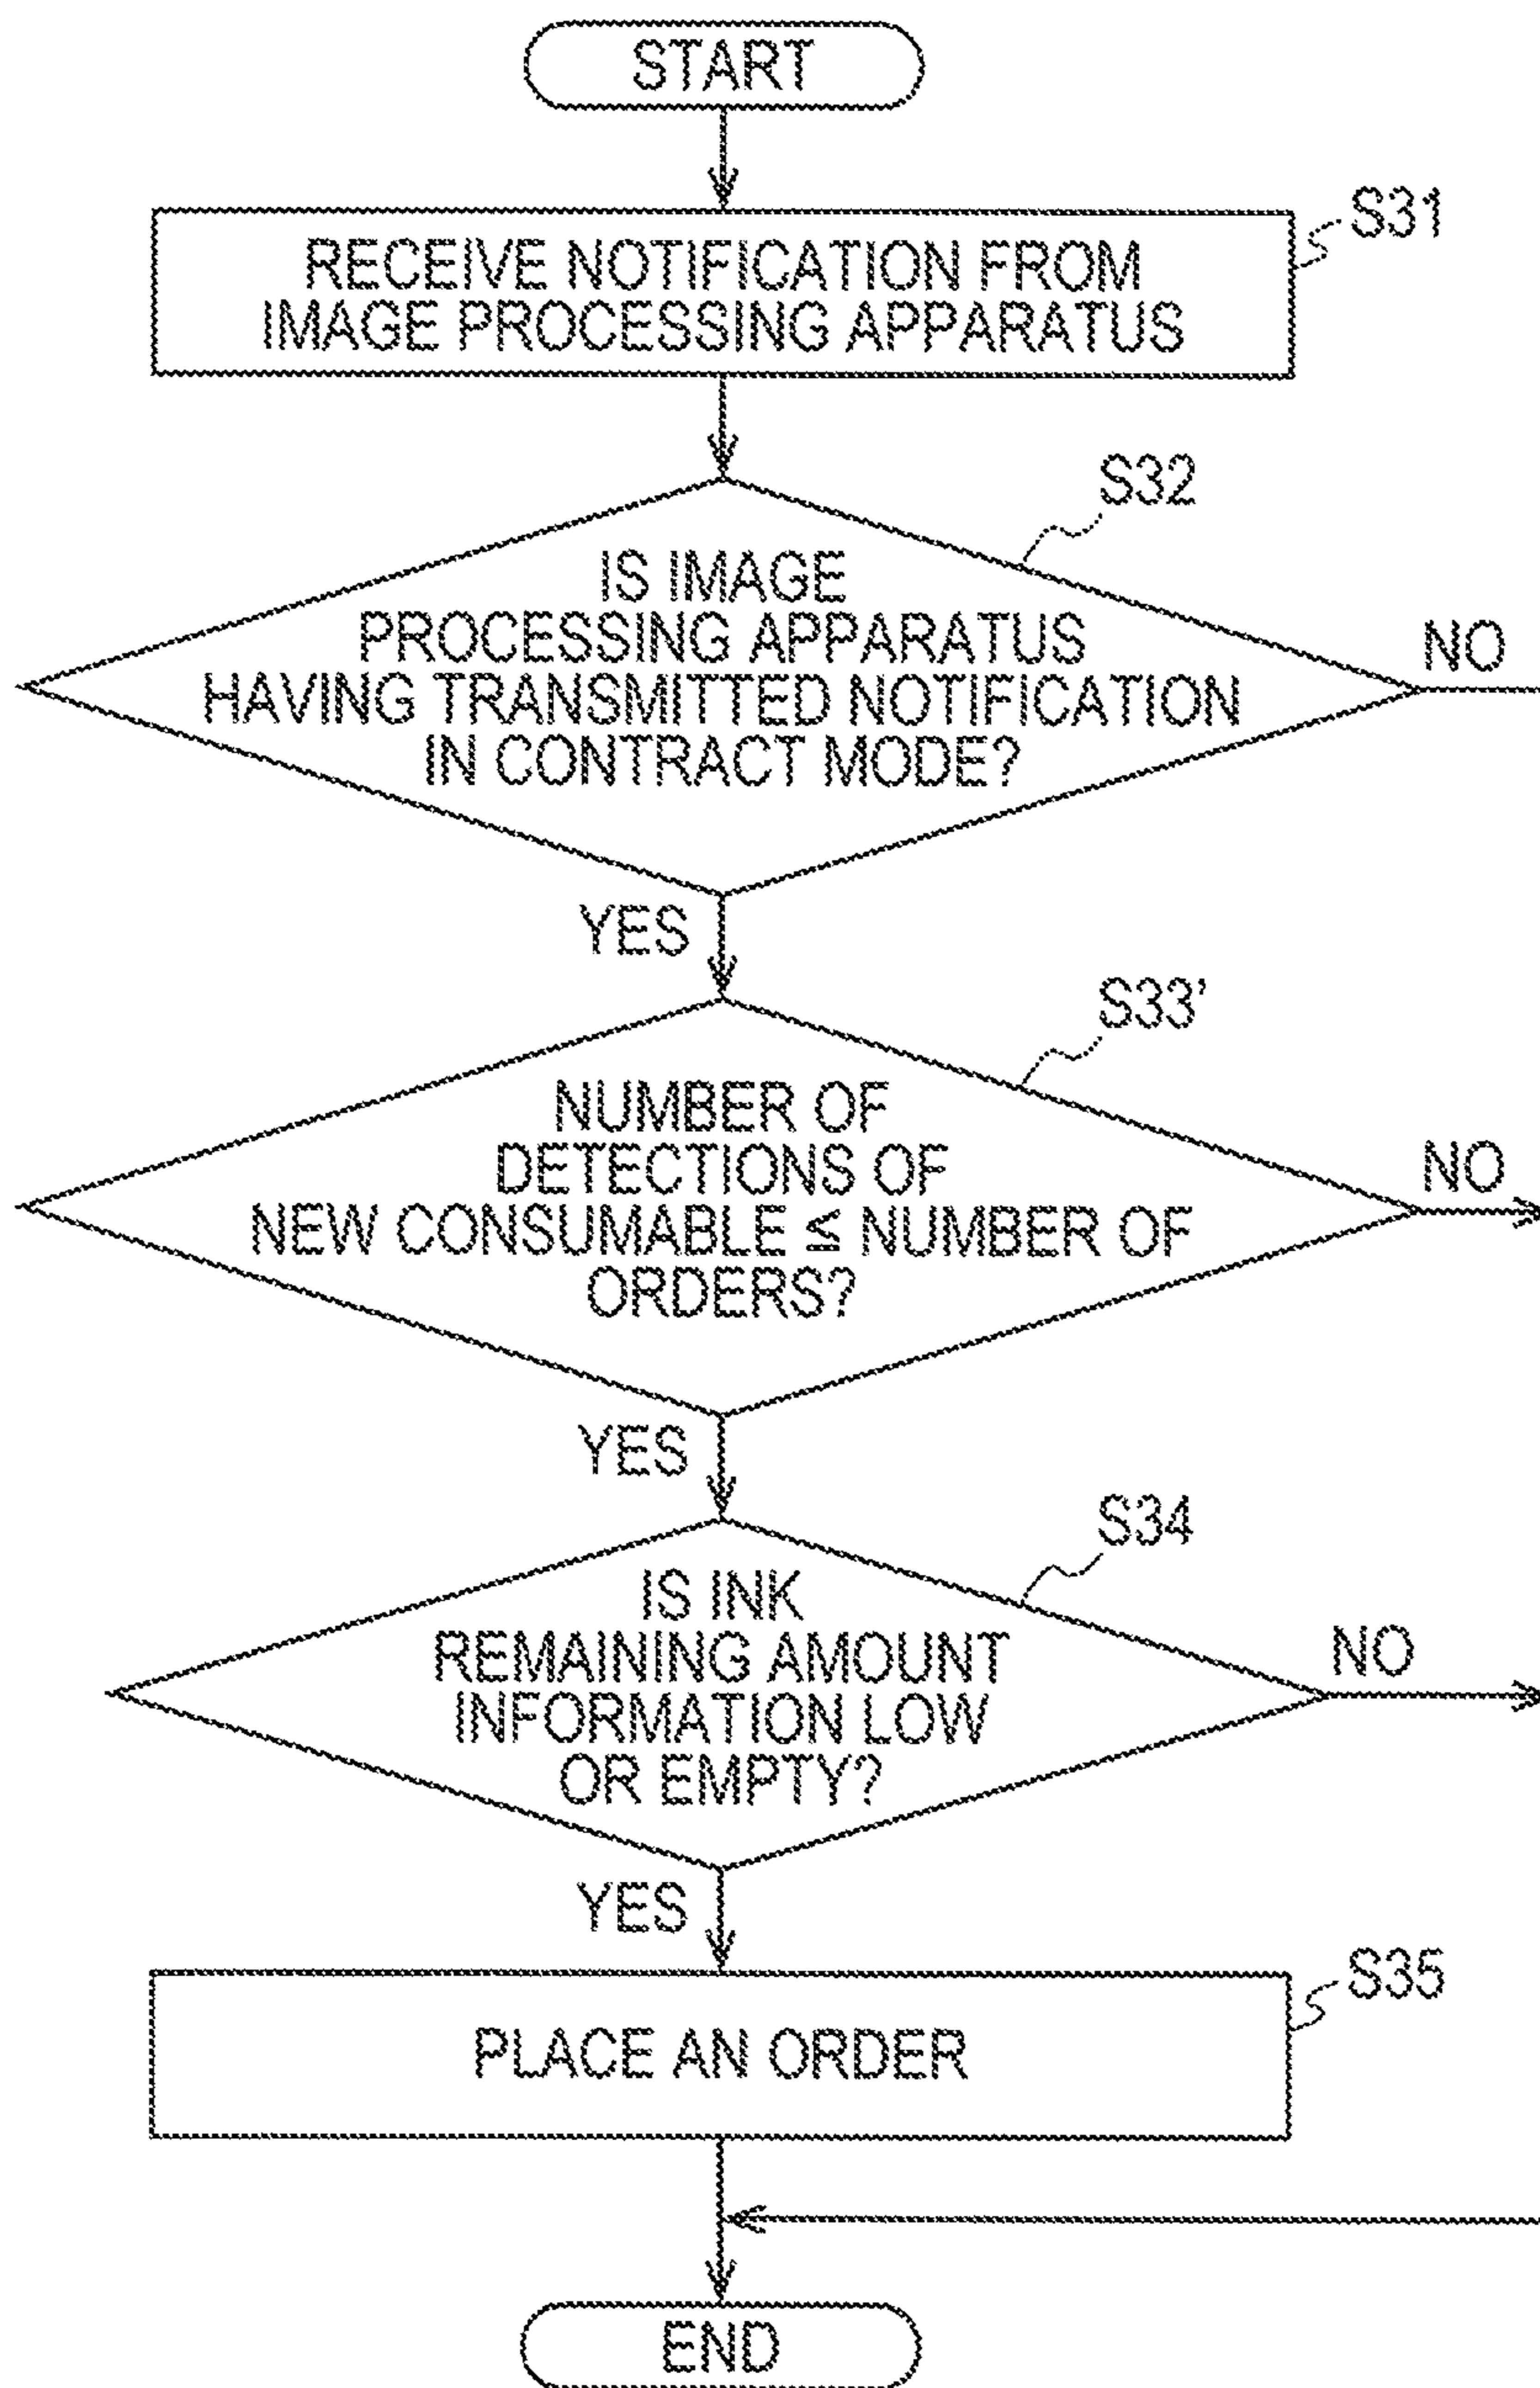 START
S31
RECEIVE NOTIFICATION FROM
IMAGE PROCESSING APPARATUS
S32
IS IMAGE
PROCESSING APPARATUS
HAVING TRANSMITTED NOTIFICATION
IN CONTRACT MODE?
NO
YES
S33’
NUMBER OF
DETECTIONS OF
NEW CONSUMABLE ≦ NUMBER OF
ORDERS?
NO
YES
S34
IS INK
REMAINING AMOUNT
INFORMATION LOW
OR EMPTY?
NO
YES
S35
PLACE AN ORDER
END